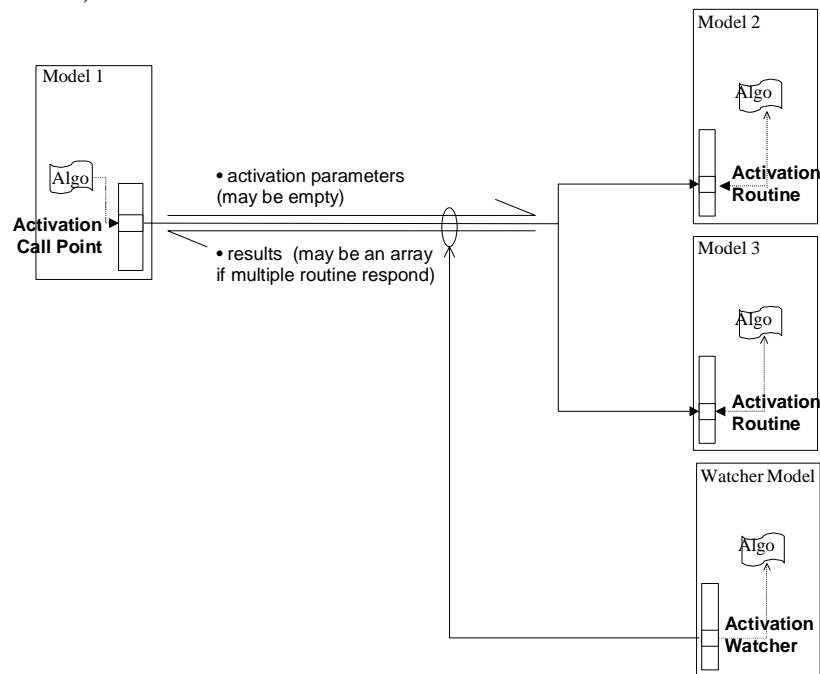 Model 1
Algo
Activation
Call Point
• activation parameters
(may be empty)
• results (may be an array
if multiple routine respond)
Model 2
Algo
Activation
Routine
Model 3
Algo
Activation
Routine
Watcher Model
Algo
Activation
Watcher